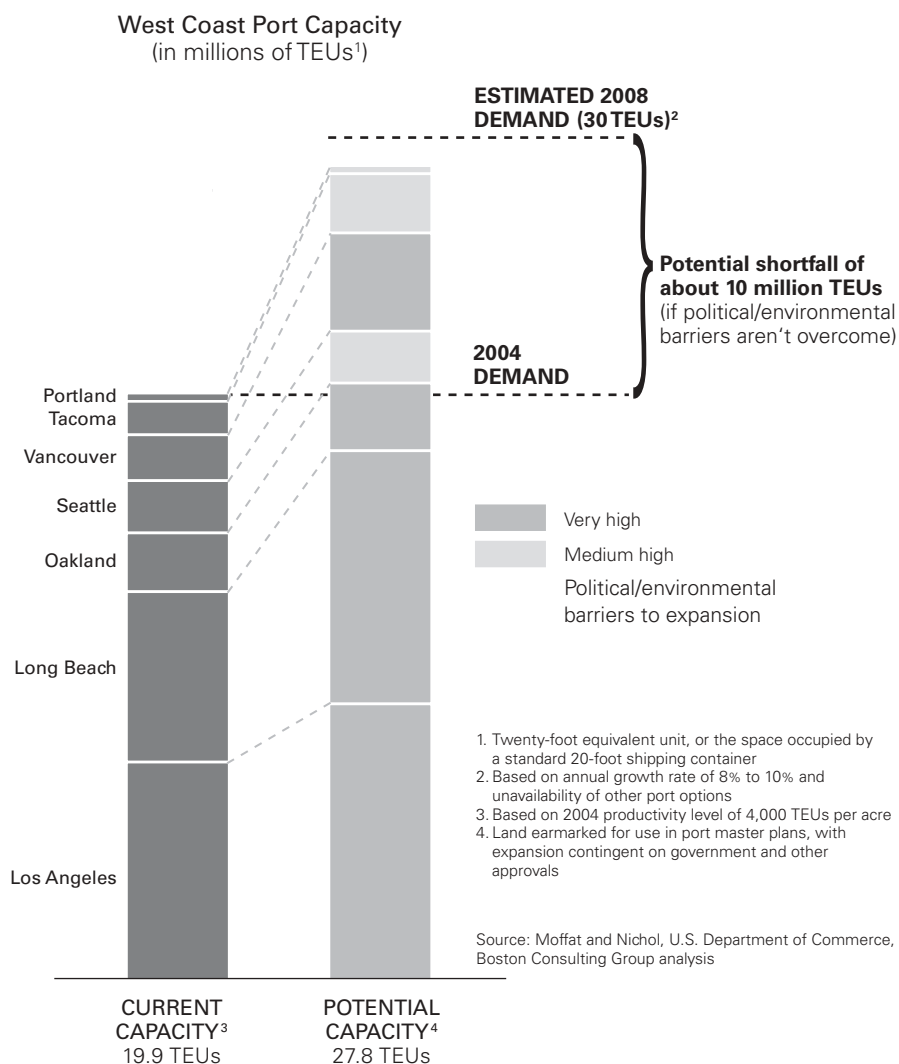 West Coast Port Capacity
(in millions of TEUs¹)
ESTIMATED 2008
DEMAND (30 TEUs)²
Potential shortfall of
about 10 million TEUs
(if political/environmental
barriers aren't overcome)
2004
DEMAND
Portland
Tacoma
Vancouver
Seattle
Oakland
Long Beach
Los Angeles
Very high
Medium high
Political/environmental
barriers to expansion
1. Twenty-foot equivalent unit, or the space occupied by
a standard 20-foot shipping container
2. Based on annual growth rate of 8% to 10% and
unavailability of other port options
3. Based on 2004 productivity level of 4,000 TEUs per acre
4. Land earmarked for use in port master plans, with
expansion contingent on government and other
approvals
Source: Moffat and Nichol, U.S. Department of Commerce,
Boston Consulting Group analysis
CURRENT
CAPACITY³
19.9 TEUs
POTENTIAL
CAPACITY⁴
27.8 TEUs